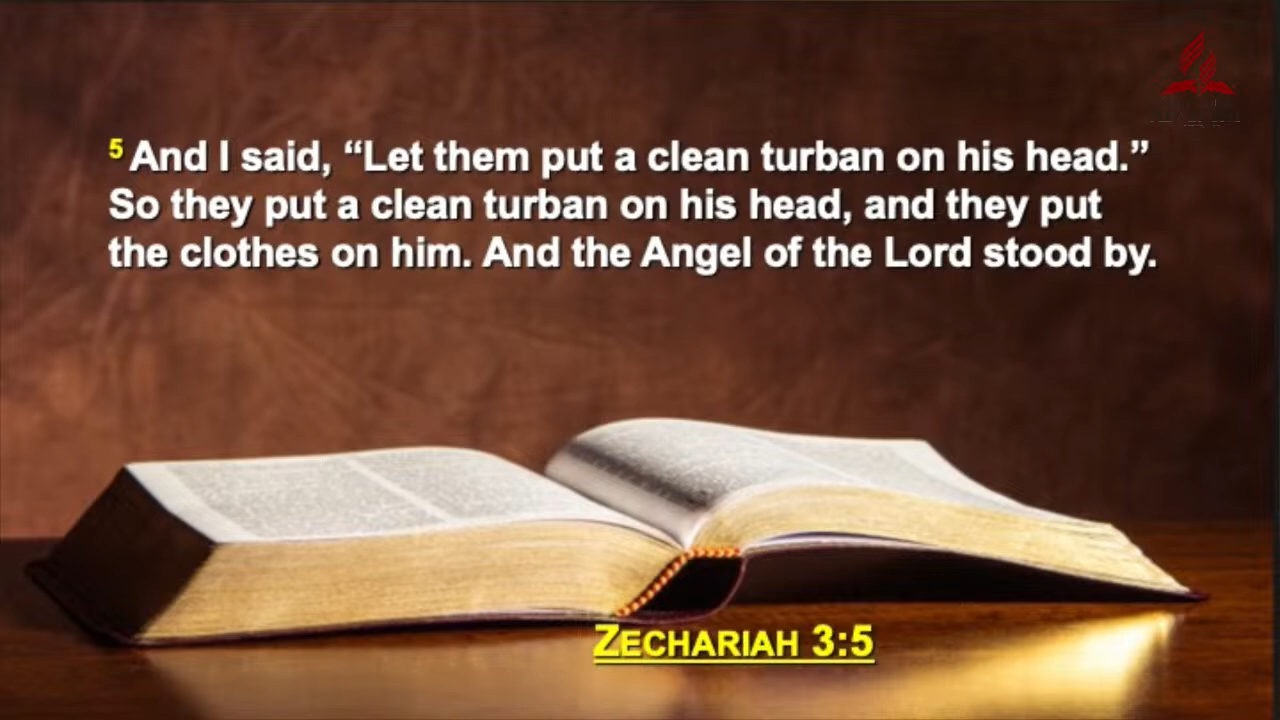 5 And I said, “Let them put a clean turban on his head.”
So they put a clean turban on his head, and they put
the clothes on him. And the Angel of the Lord stood by.
ZECHARIAH 3:5